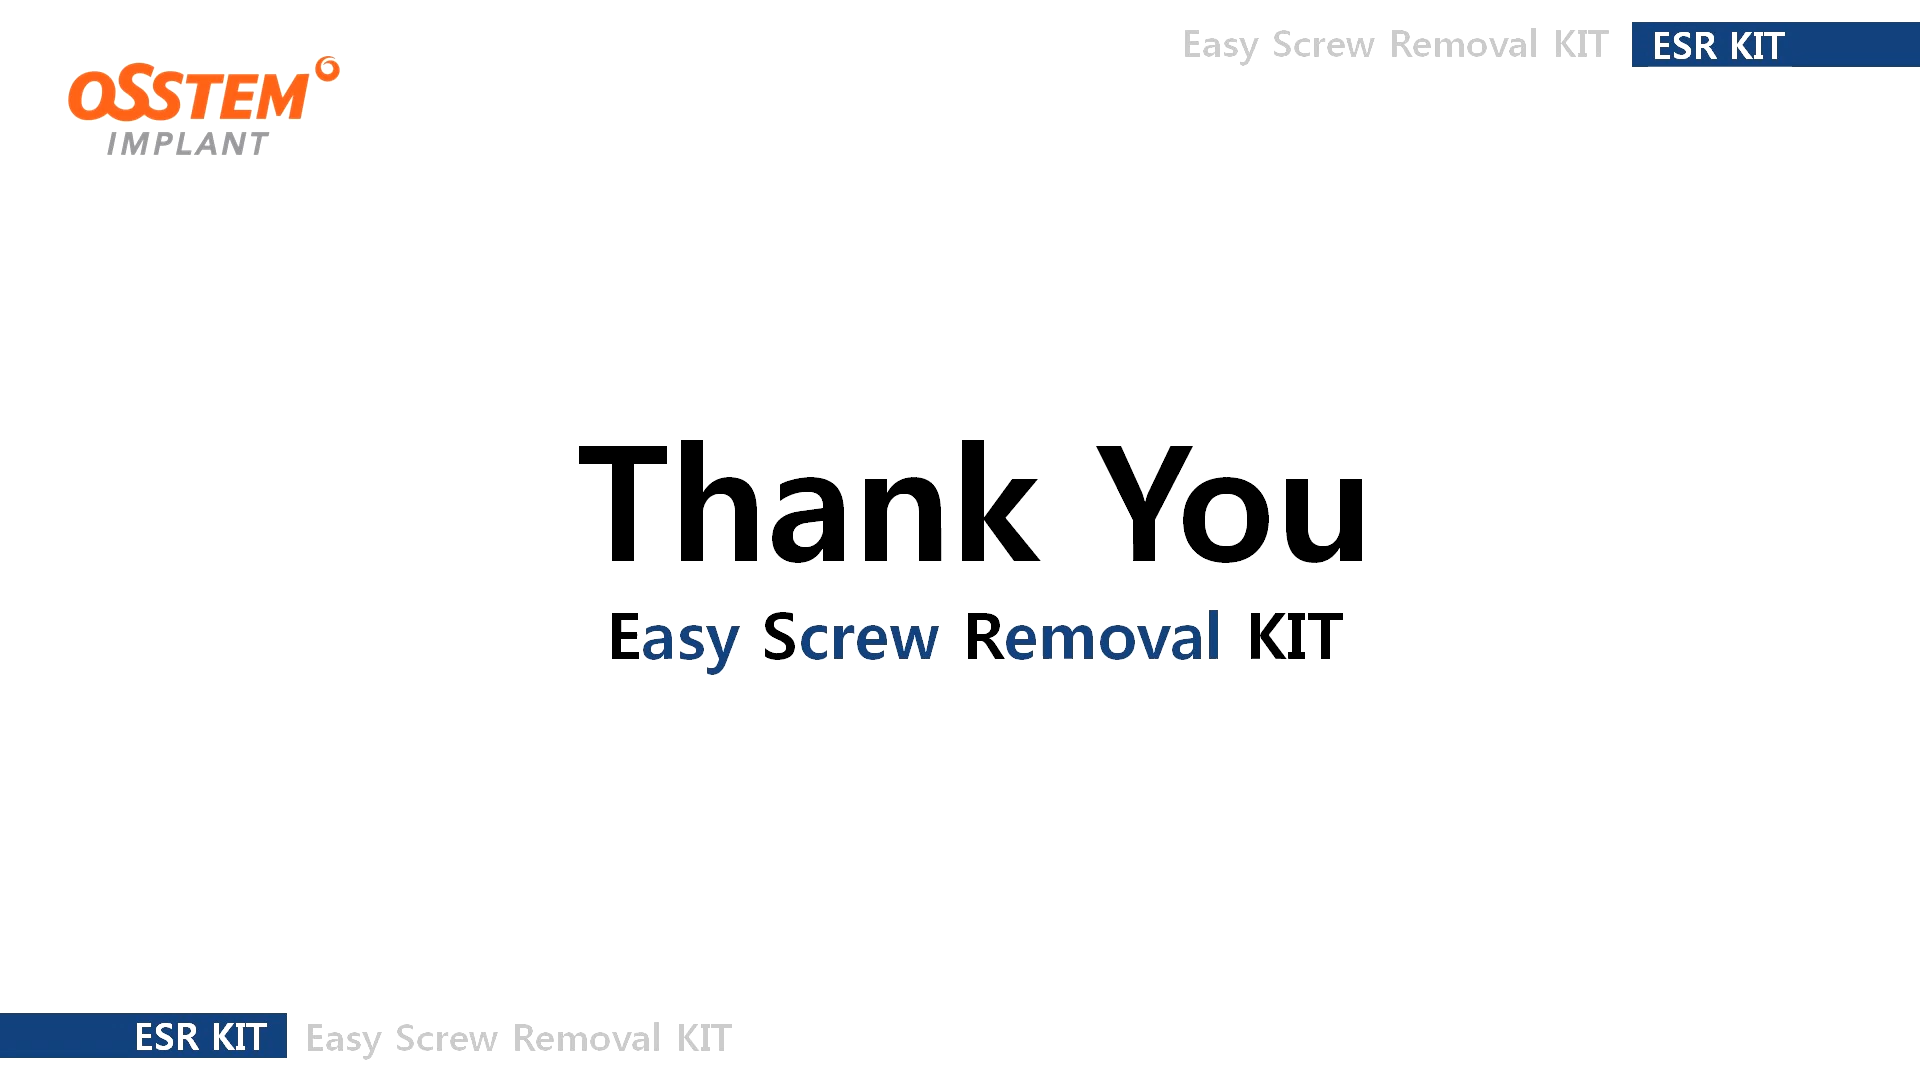 Easy Screw Removal KIT ESR KIT
OSSTEM
IMPLANT
Thank You
Easy Screw Removal KIT
ESR KIT Easy Screw Removal KIT